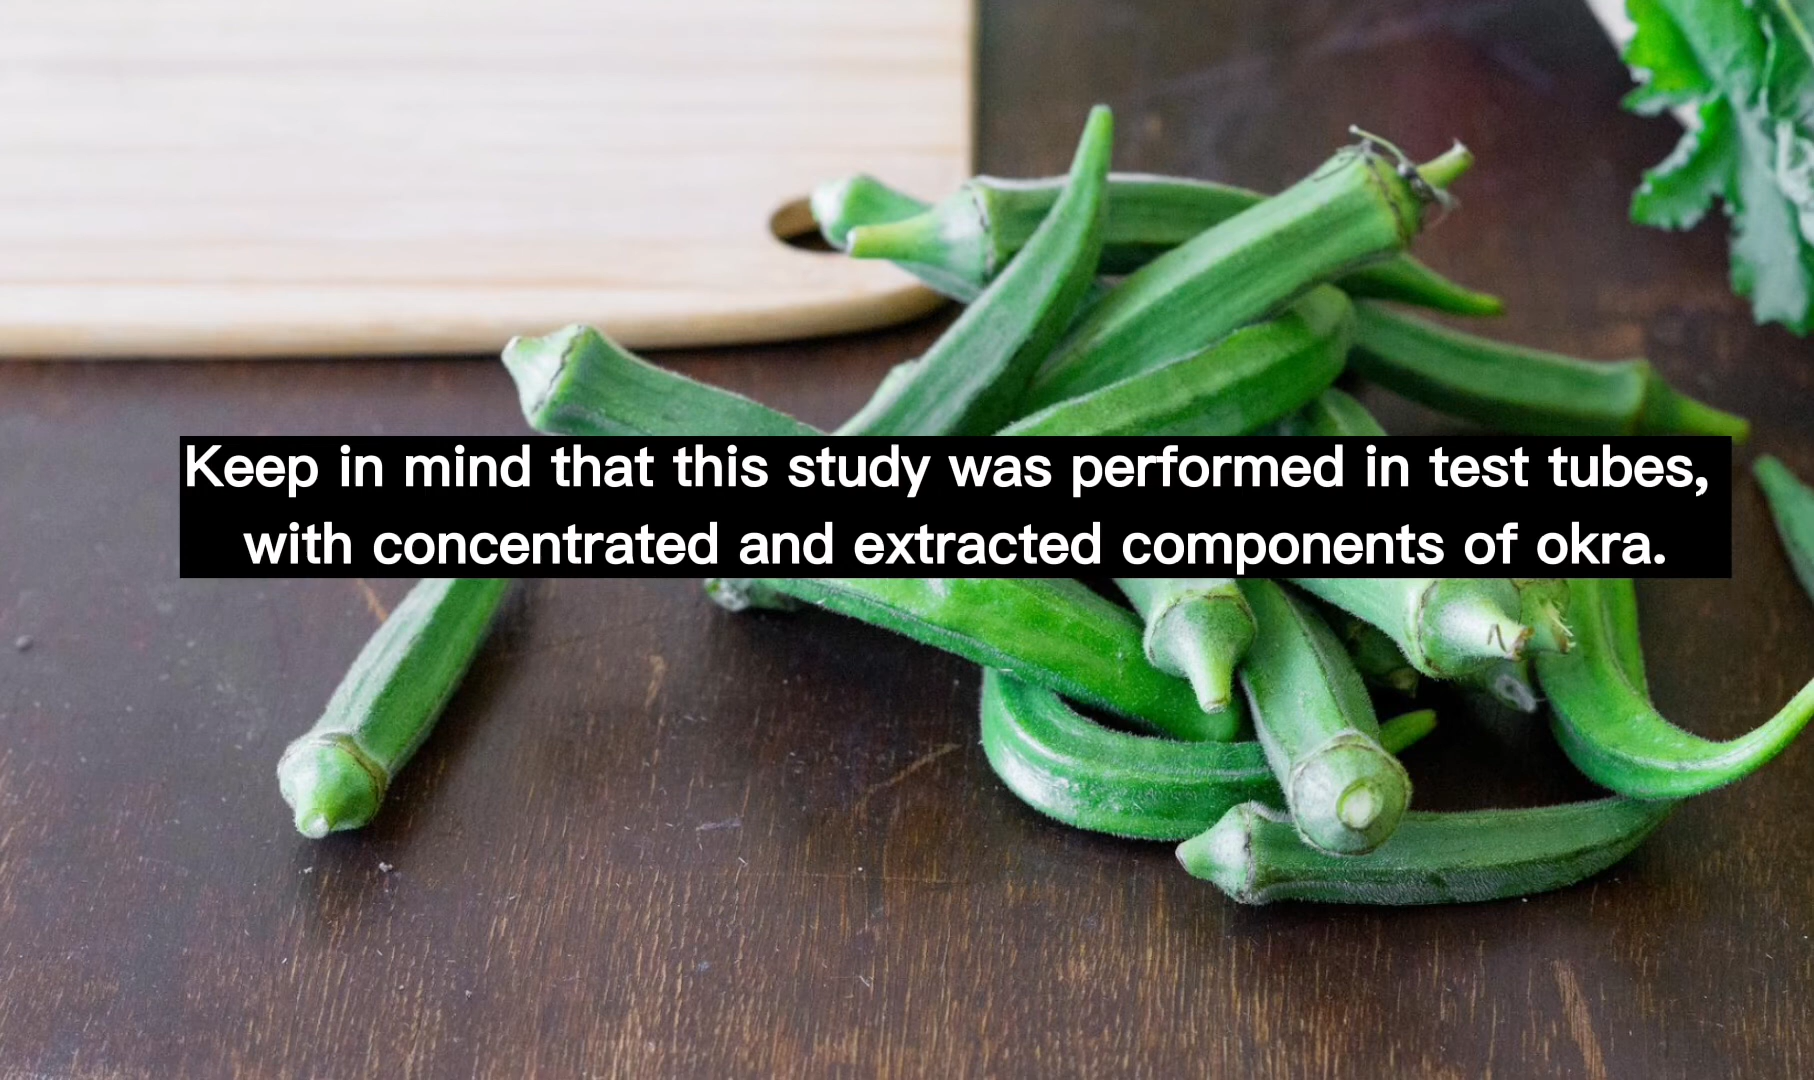 Keep in mind that this study was performed in test tubes,
with concentrated and extracted components of okra.